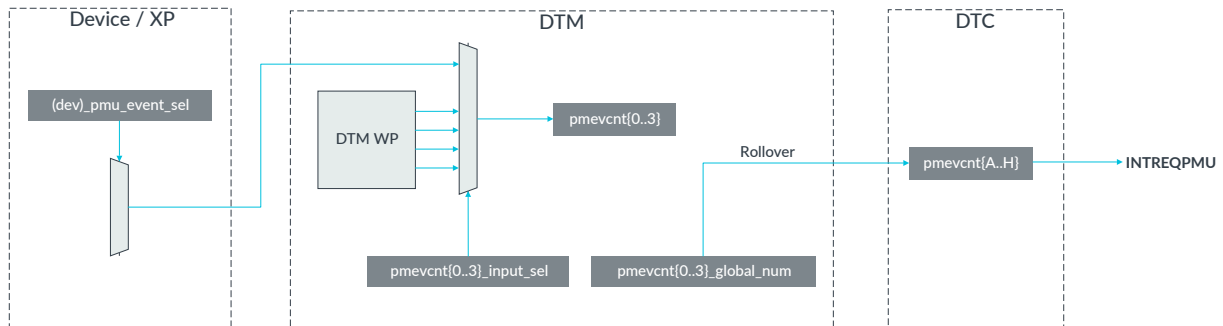 Device / XP
DTM
DTC
(dev)_pmu_event_sel
DTM WP
pmevcnt{0..3}
Rollover
pmevcnt{A..H}
INTREQPMU
pmevcnt{0..3}_input_sel
pmevcnt{0..3}_global_num